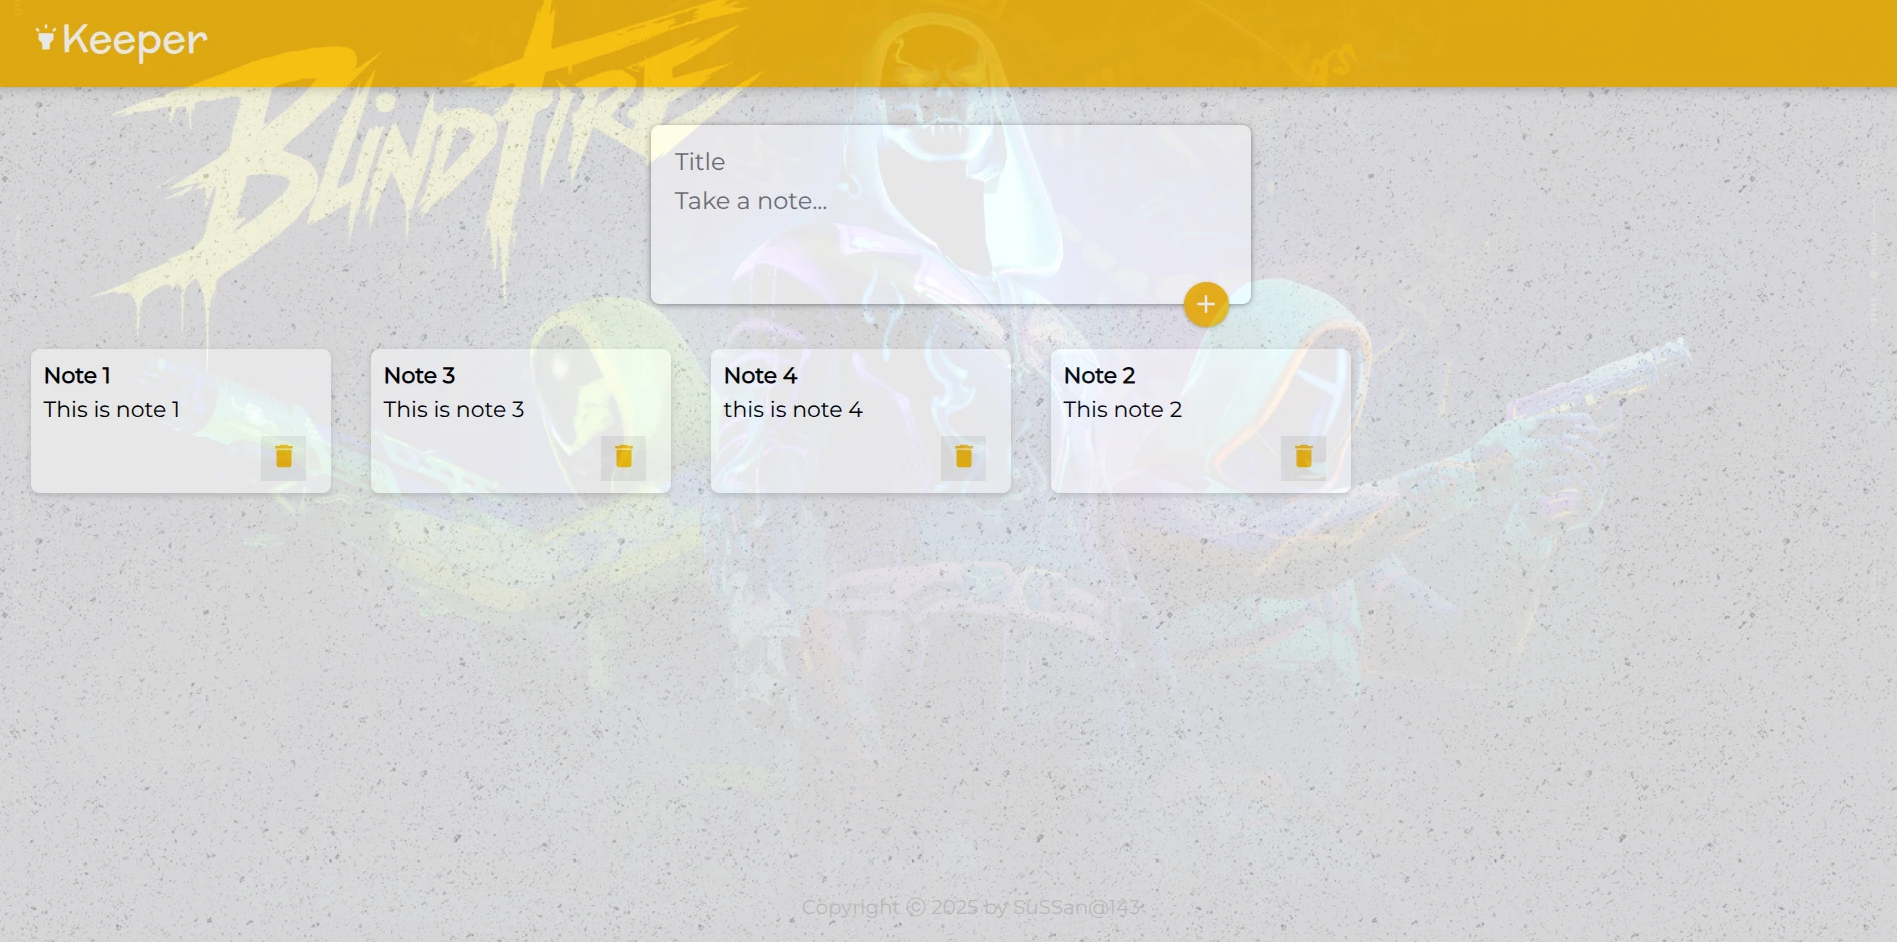 Keeper
BLINDFIRE
Title
Take a note...
Note 1
This is note 1
Note 3
This is note 3
Note 4
this is note 4
Note 2
This note 2
Copyright ⓒ 2025 by SuSSan@143